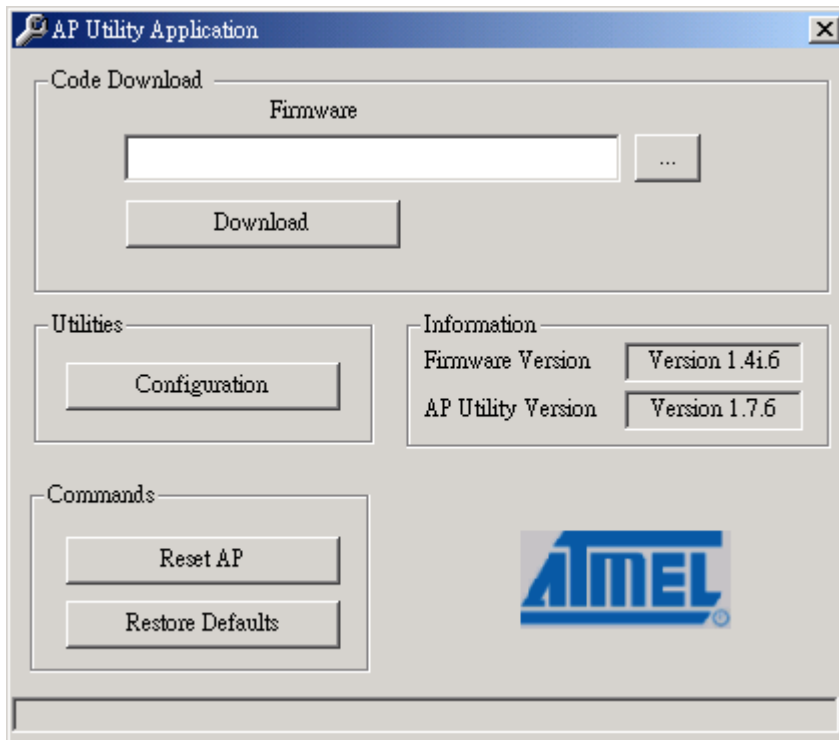 AP Utility Application
Code Download
Firmware
...
Download
Utilities
Configuration
Information
Firmware Version Version 1.4i.6
AP Utility Version Version 1.7.6
Commands
Reset AP
Restore Defaults
ATMEL®